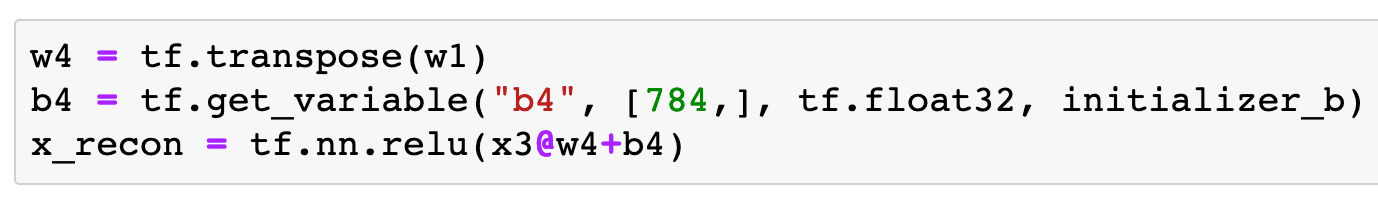 w4 = tf.transpose(w1)
b4 = tf.get_variable("b4", [784,], tf.float32, initializer_b)
x_recon = tf.nn.relu(x3@w4+b4)